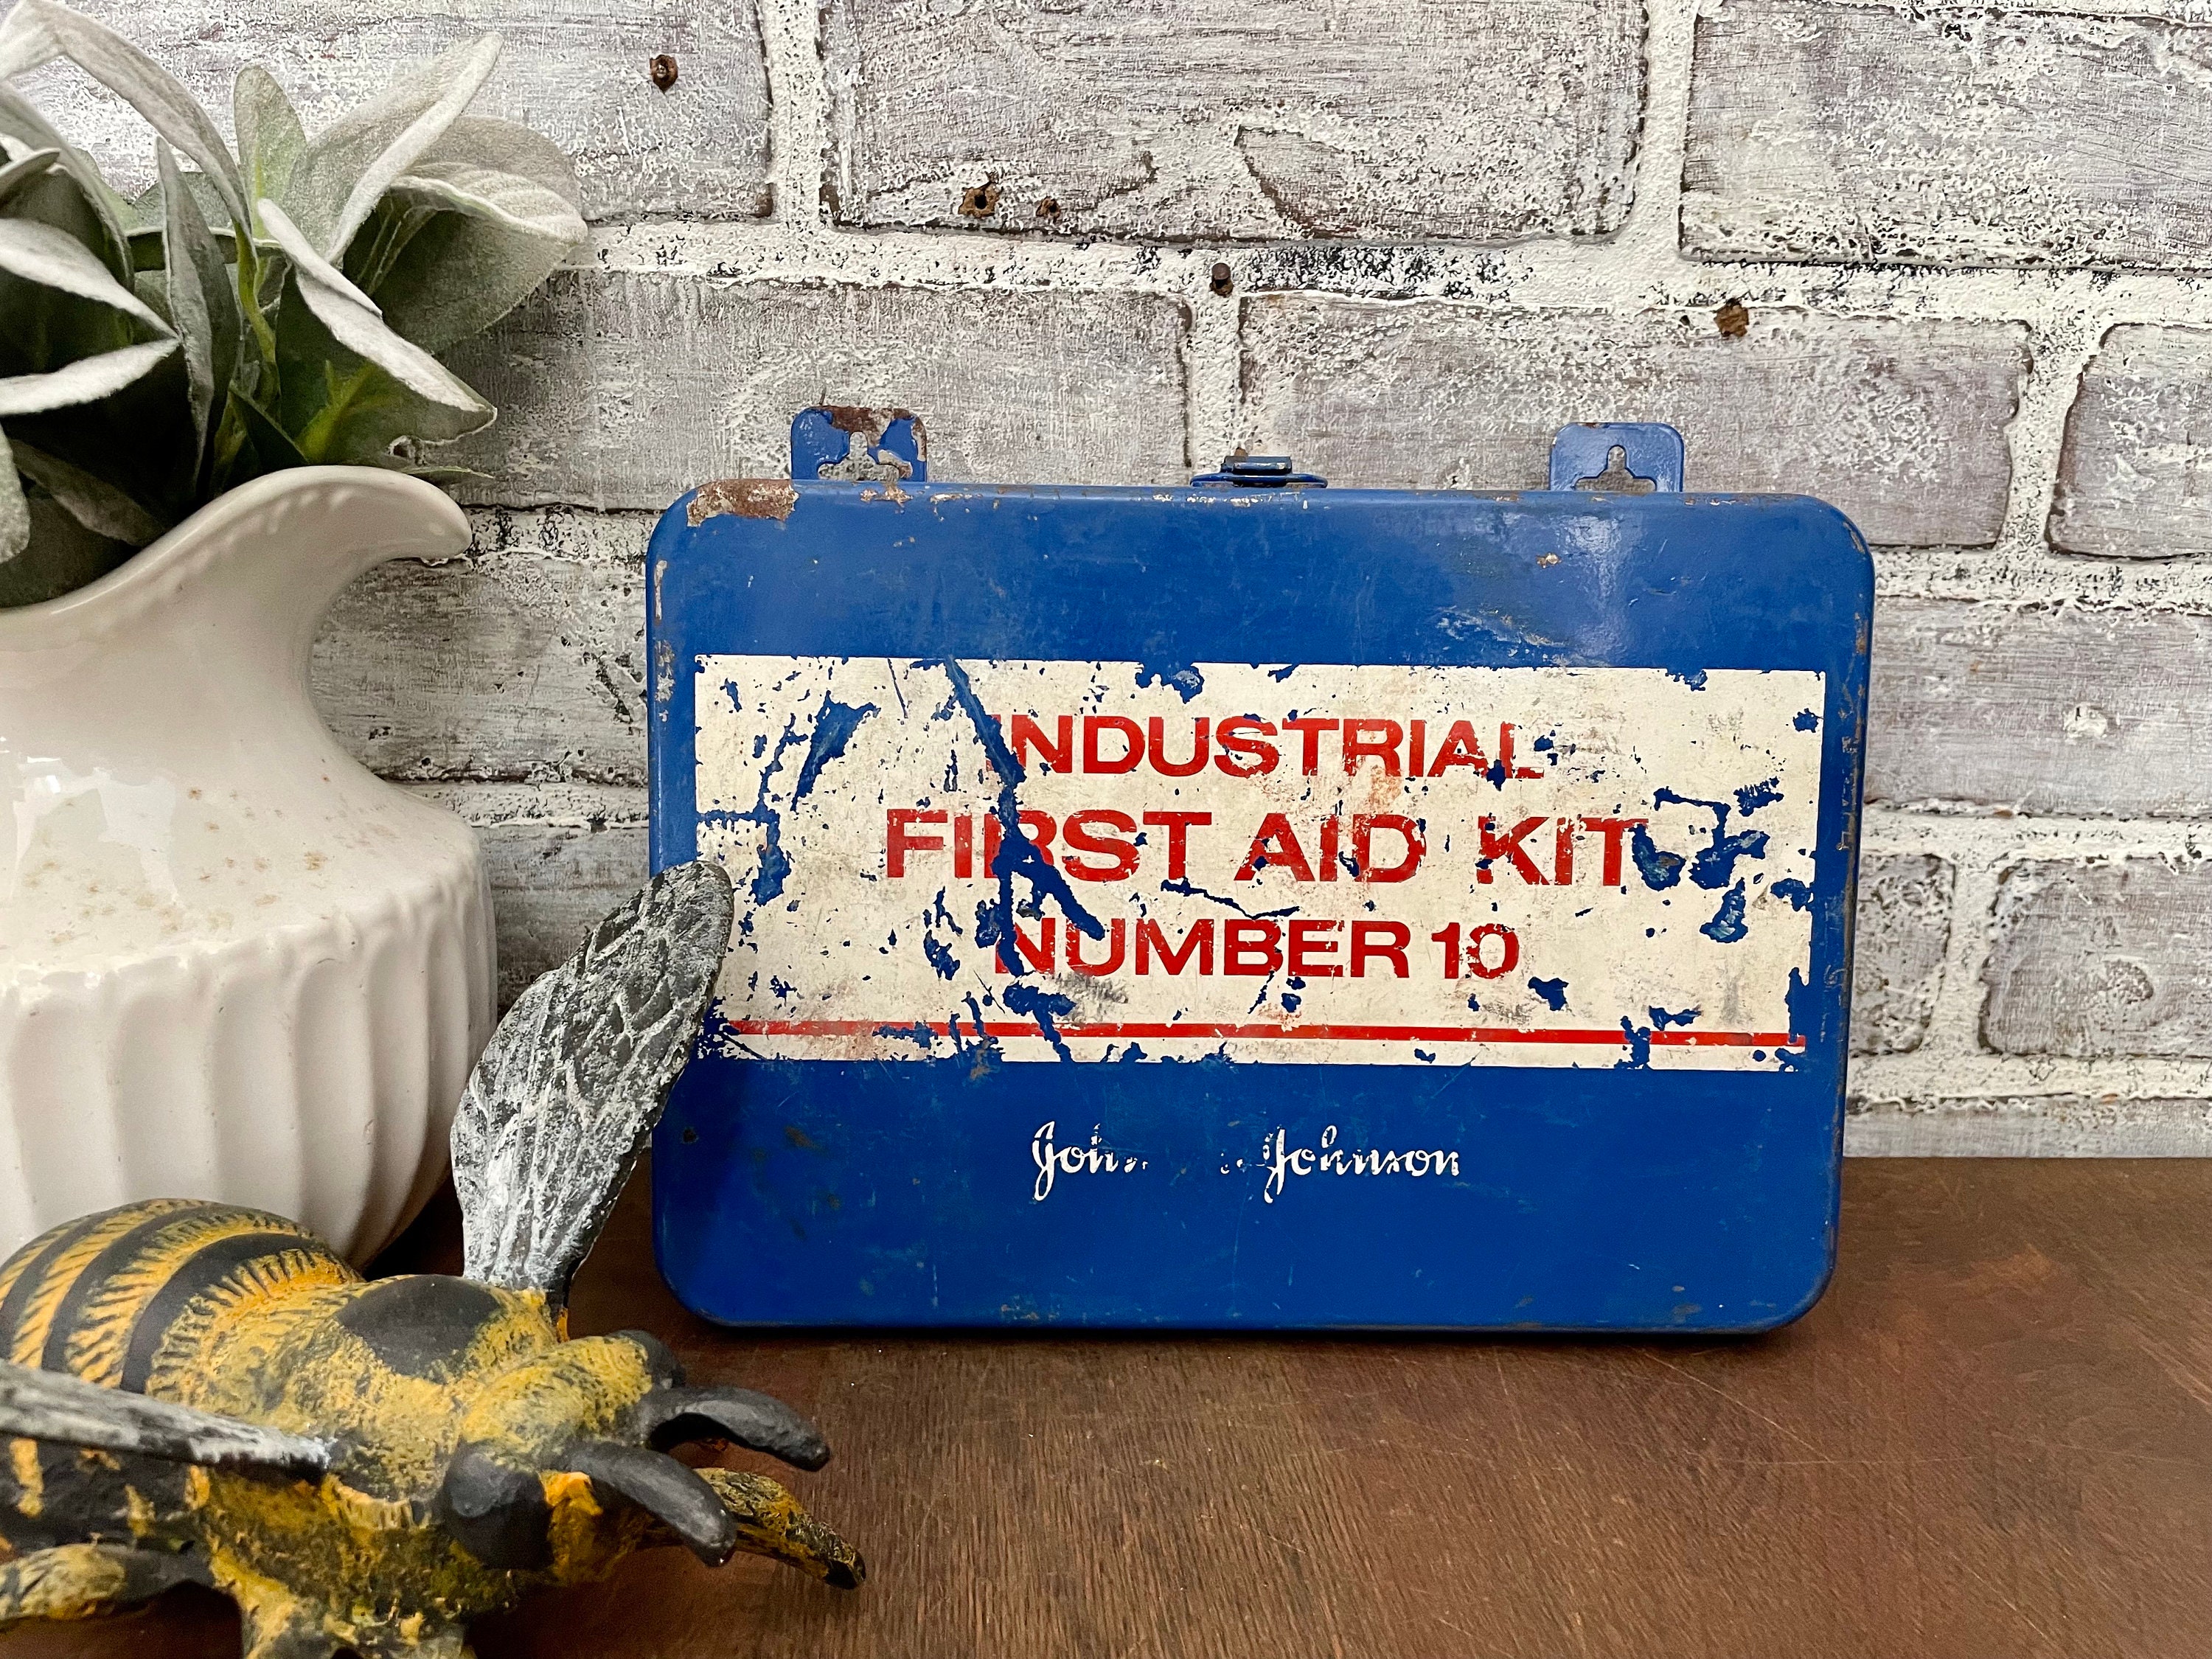 INDUSTRIAL
FIRST AID KIT
NUMBER 10
Johnson